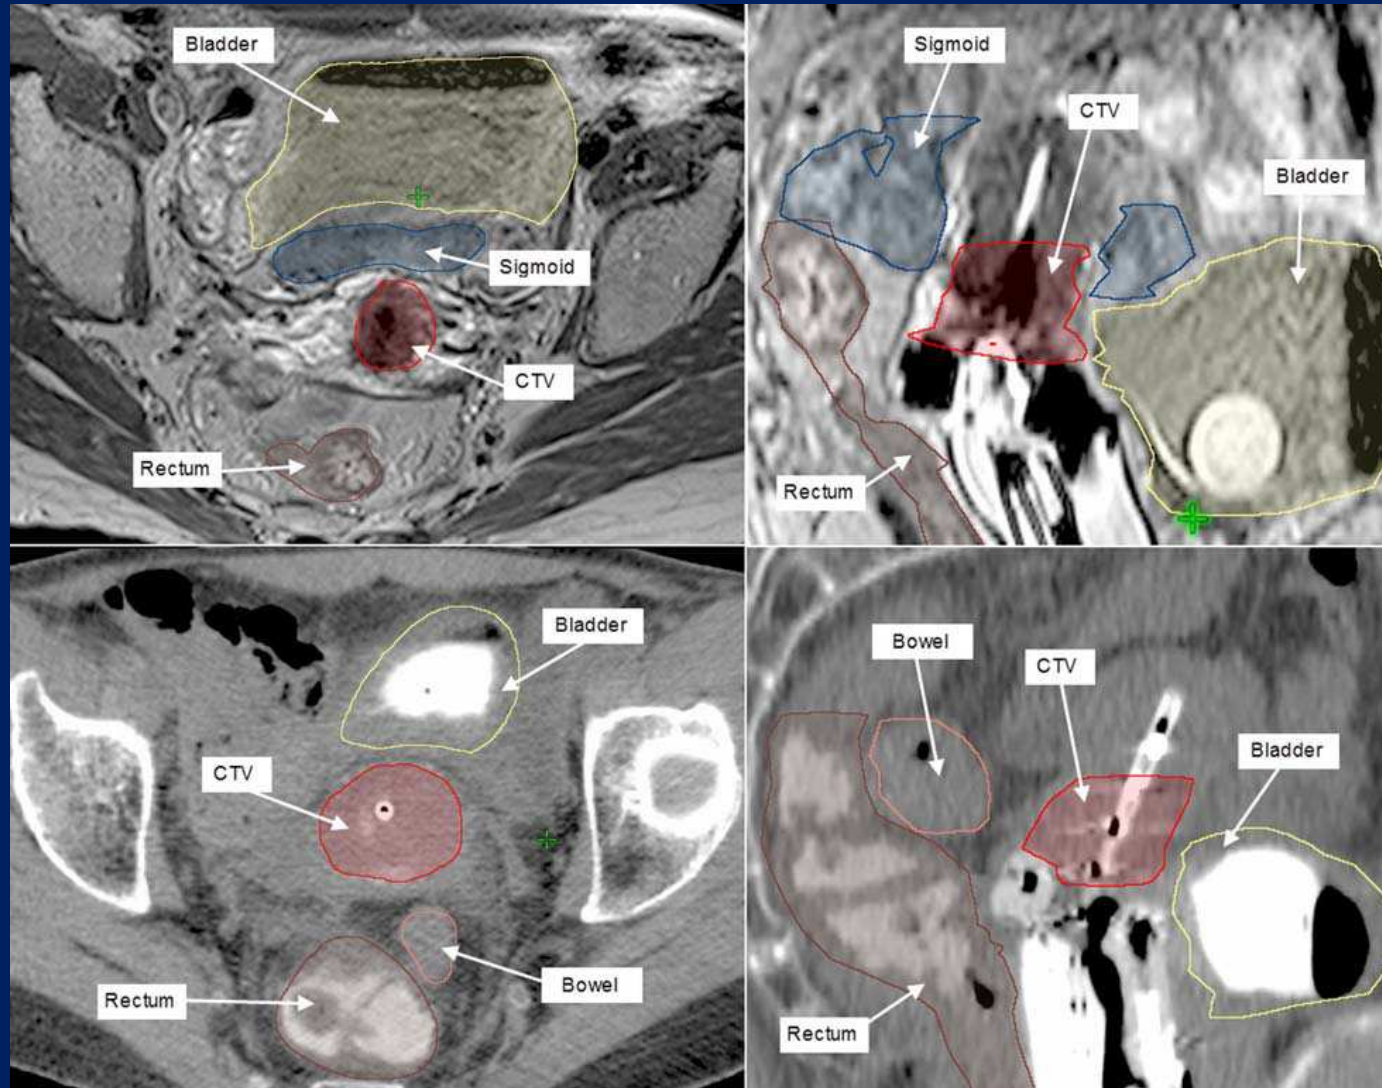 Bladder
Sigmoid
CTV
Rectum
Sigmoid
CTV
Bladder
Rectum
Bladder
CTV
Bowel
Rectum
Bowel
CTV
Bladder
Rectum